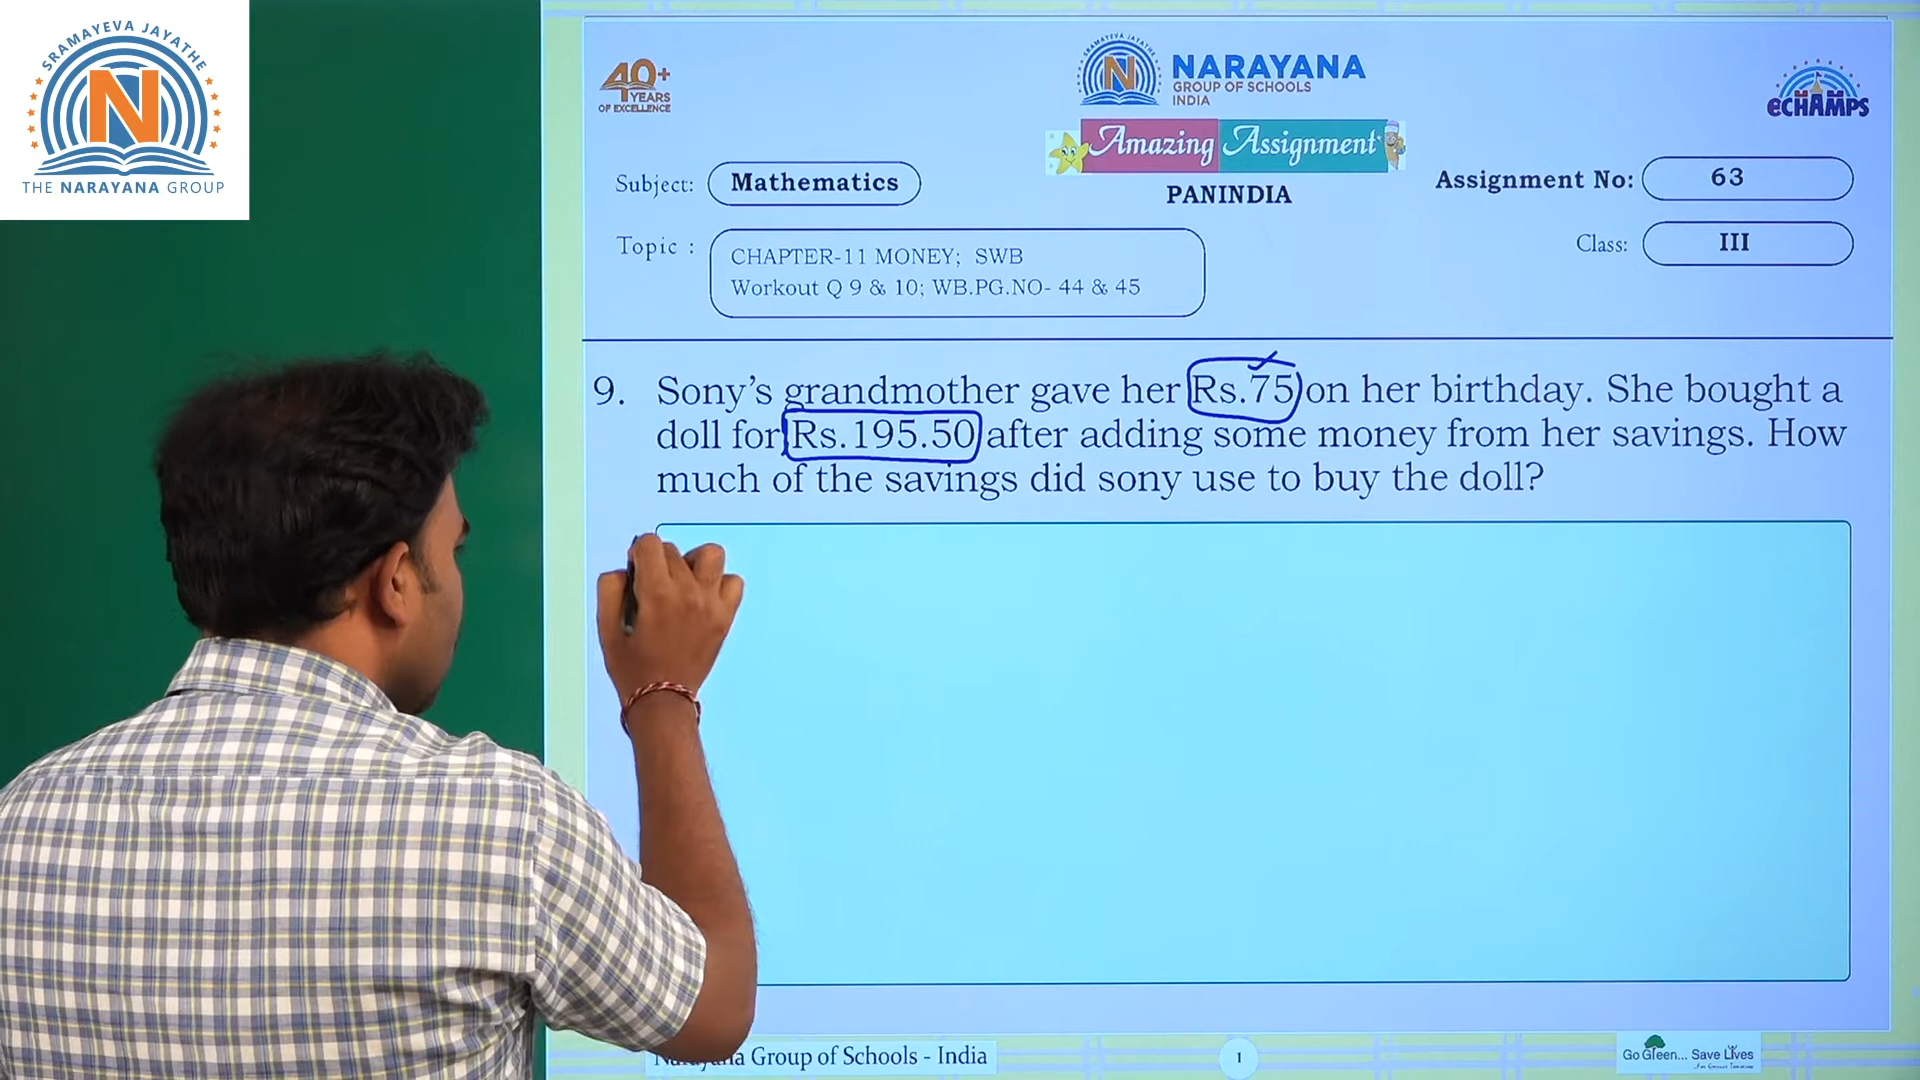 SRAMAYEVA JAYATHE
N
THE NARAYANA GROUP
40+
YEARS
OF EXCELLENCE
SRAMAYEVA JAYATHE
N
NARAYANA
GROUP OF SCHOOLS
INDIA
eCHAMPS
Amazing Assignment
PANINDIA
Subject: Mathematics
Assignment No: 63
Topic : CHAPTER-11 MONEY; SWB
Workout Q 9 & 10; WB.PG.NO- 44 & 45
Class: III
9. Sony's grandmother gave her Rs.75 on her birthday. She bought a
doll for Rs.195.50 after adding some money from her savings. How
much of the savings did sony use to buy the doll?
Narayana Group of Schools - India
1
Go Green... Save Lives